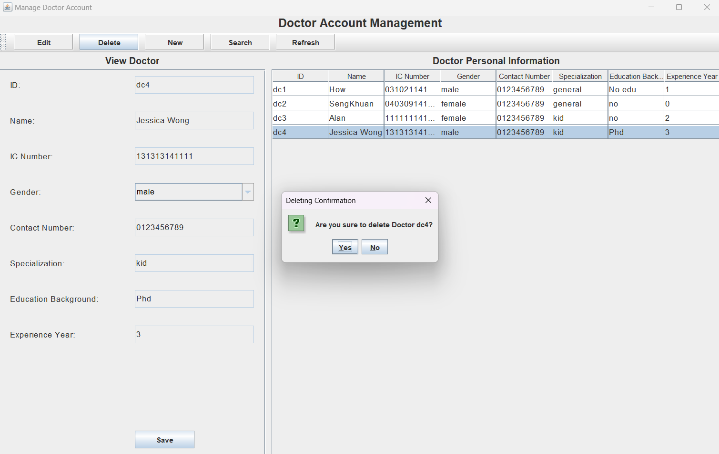 Manage Doctor Account
Doctor Account Management
Edit Delete New Search Refresh
View Doctor
ID.
dc4
Name:
Jessica Wong
IC Number:
131313141111
Gender:
male
Contact Number:
0123456789
Specialization:
kid
Education Background:
Phd
Experience Year:
3
Save
Doctor Personal Information
ID Name IC Number Gender Contact Number Specialization Education Back... Experience Year
dc1 How 031021141... male 0123456789 general No edu 1
dc2 SengKhuan 040309141... female 0123456789 general no 0
dc3 Alan 111111141... female 0123456789 kid no 2
dc4 Jessica Wong 131313141... male 0123456789 kid Phd 3
Deleting Confirmation
Are you sure to delete Doctor dc4?
Yes No